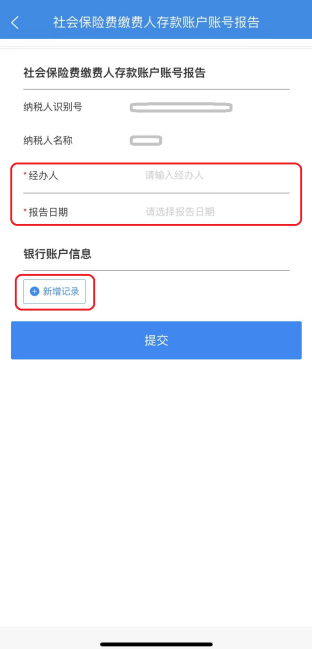 社会保险费缴费人存款账户账号报告
社会保险费缴费人存款账户账号报告
纳税人识别号
纳税人名称
*经办人 请输入经办人
*报告日期 请选择报告日期
银行账户信息
新增记录
提交